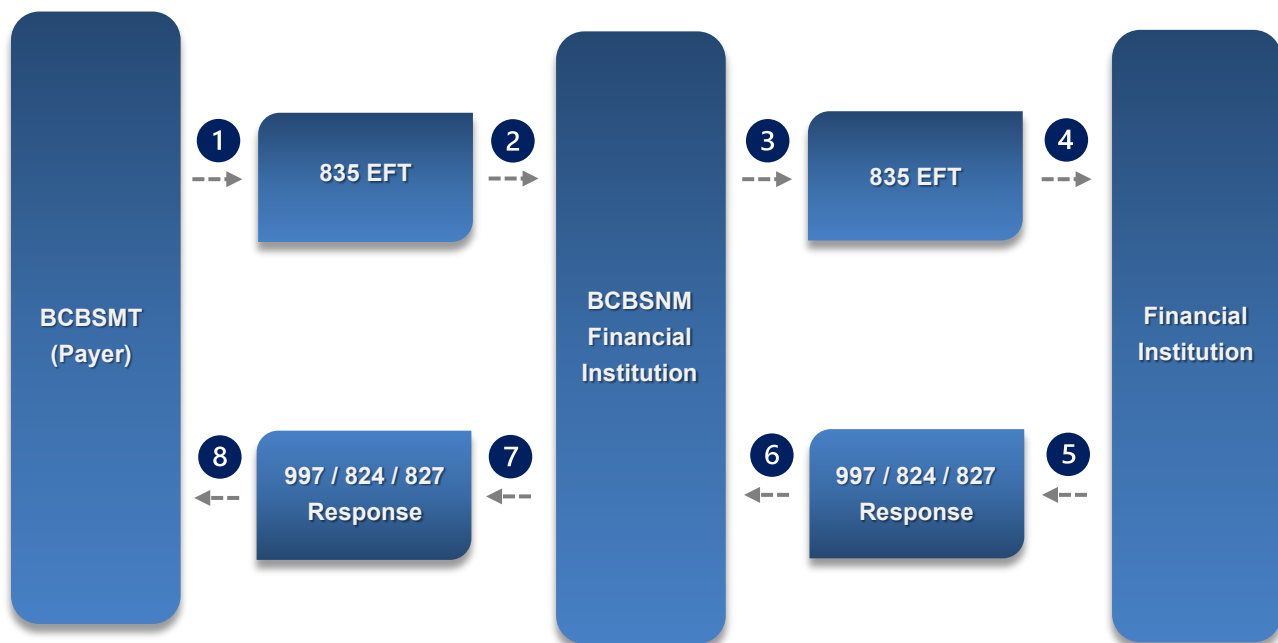 1
835 EFT
2
3
835 EFT
4
BCBSMT
(Payer)
BCBSNM
Financial
Institution
Financial
Institution
8
997 / 824 / 827
Response
7
6
997 / 824 / 827
Response
5